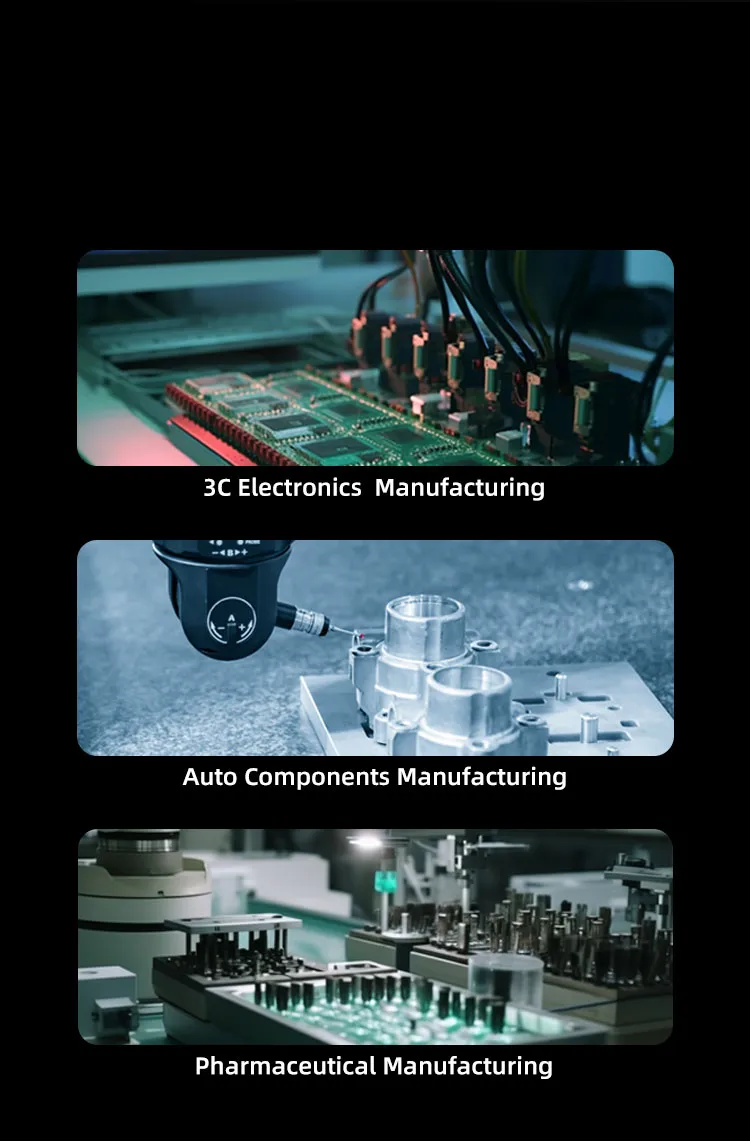 3C Electronics  Manufacturing
− ◀ B ▶ +
A
− +
Auto Components Manufacturing
Pharmaceutical Manufacturing